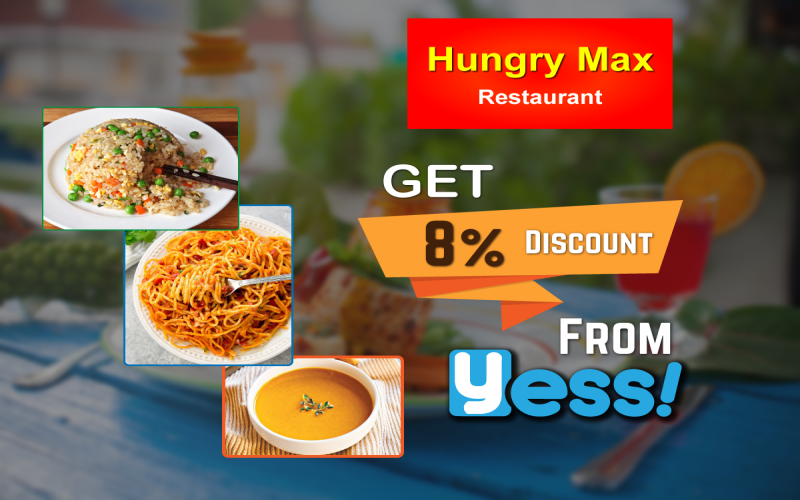 Hungry Max
Restaurant
GET
8% Discount
From
yess!